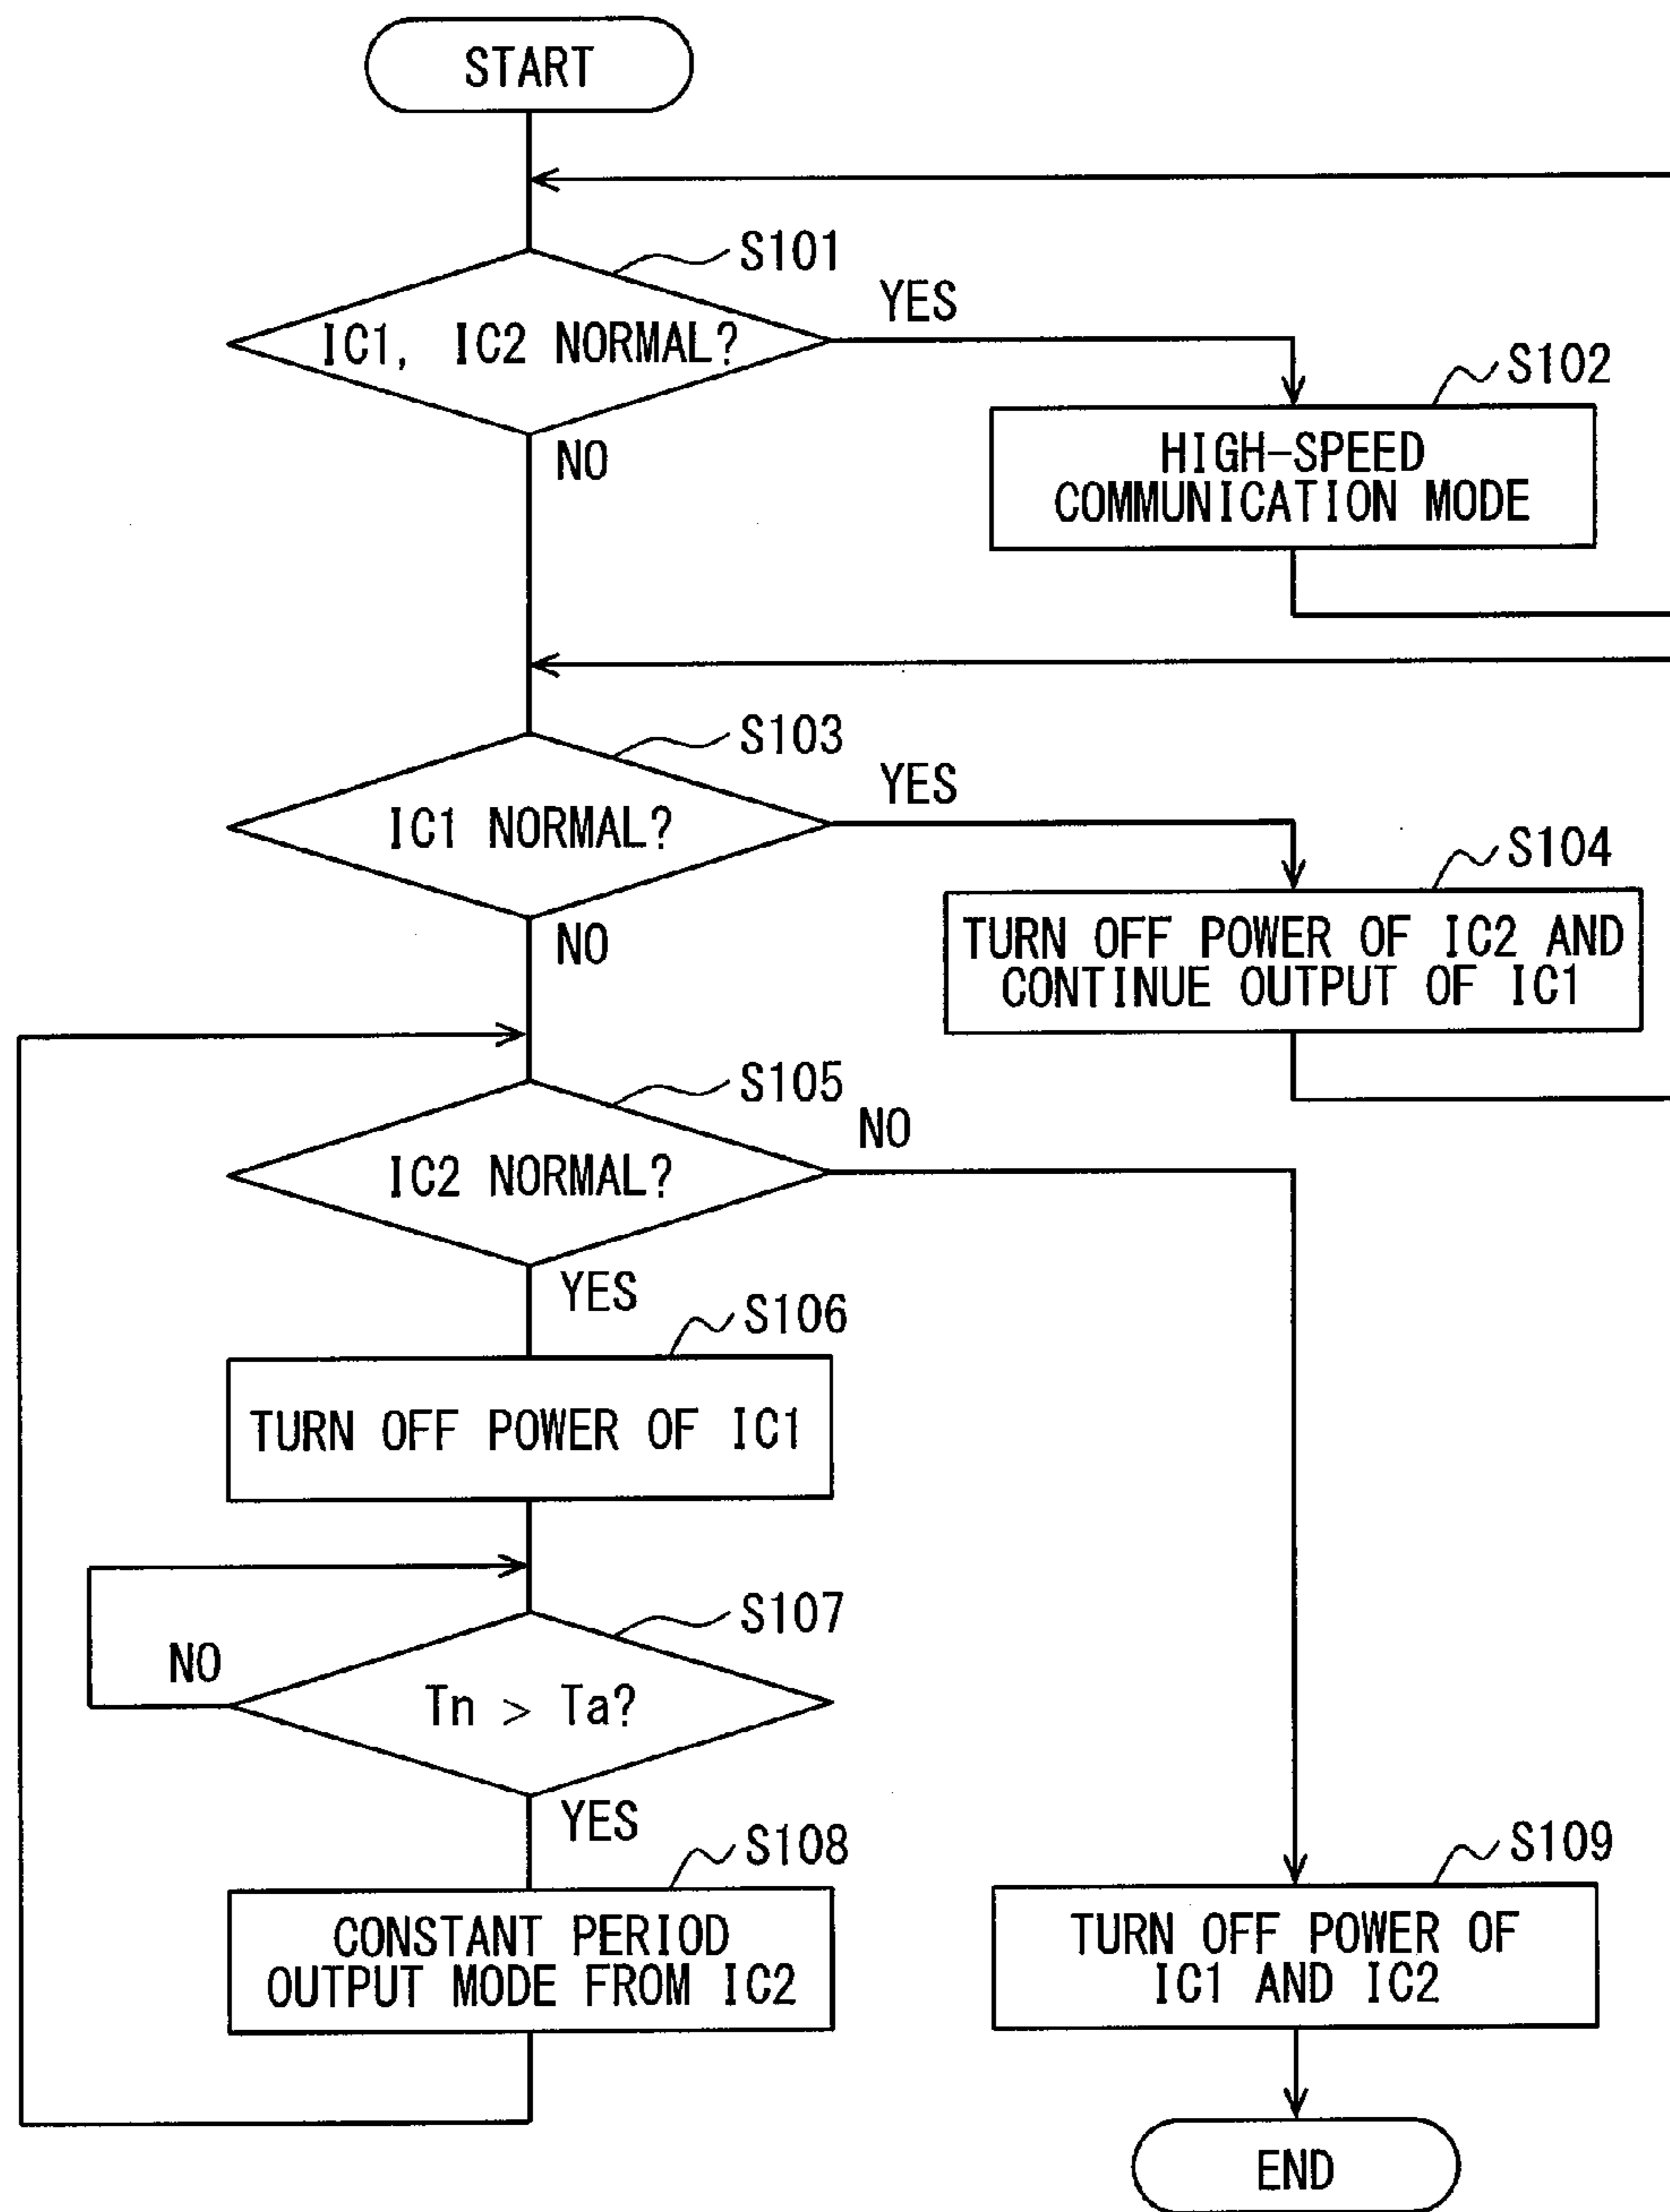 START
S101
IC1, IC2 NORMAL?
YES
NO
S102
HIGH-SPEED
COMMUNICATION MODE
S103
IC1 NORMAL?
YES
NO
S104
TURN OFF POWER OF IC2 AND
CONTINUE OUTPUT OF IC1
S105
IC2 NORMAL?
NO
YES
S106
TURN OFF POWER OF IC1
S107
Tn > Ta?
NO
YES
S108
CONSTANT PERIOD
OUTPUT MODE FROM IC2
S109
TURN OFF POWER OF
IC1 AND IC2
END